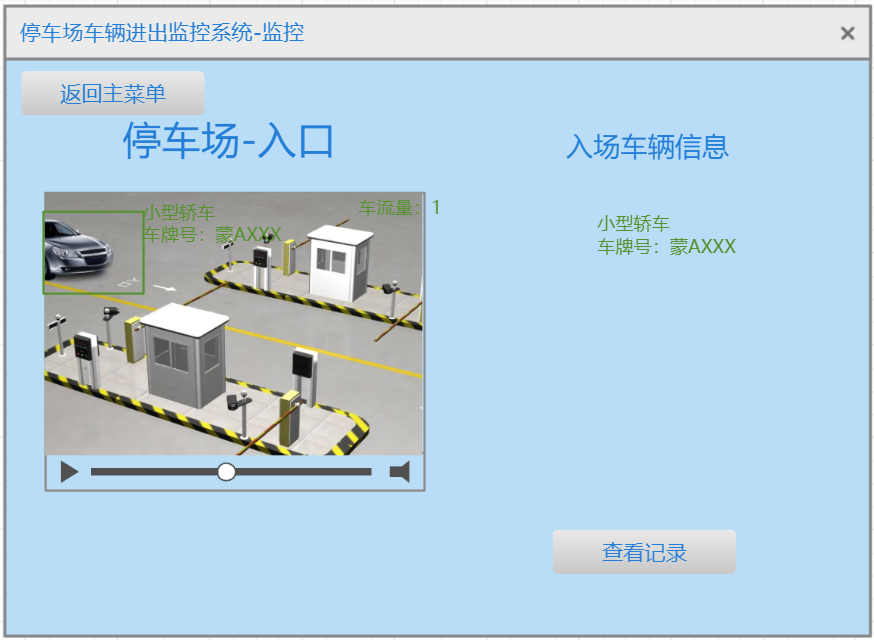 停车场车辆进出监控系统-监控
返回主菜单
停车场-入口
入场车辆信息
小型轿车
车牌号：蒙AXXX
车流量：1
小型轿车
车牌号：蒙AXXX
查看记录